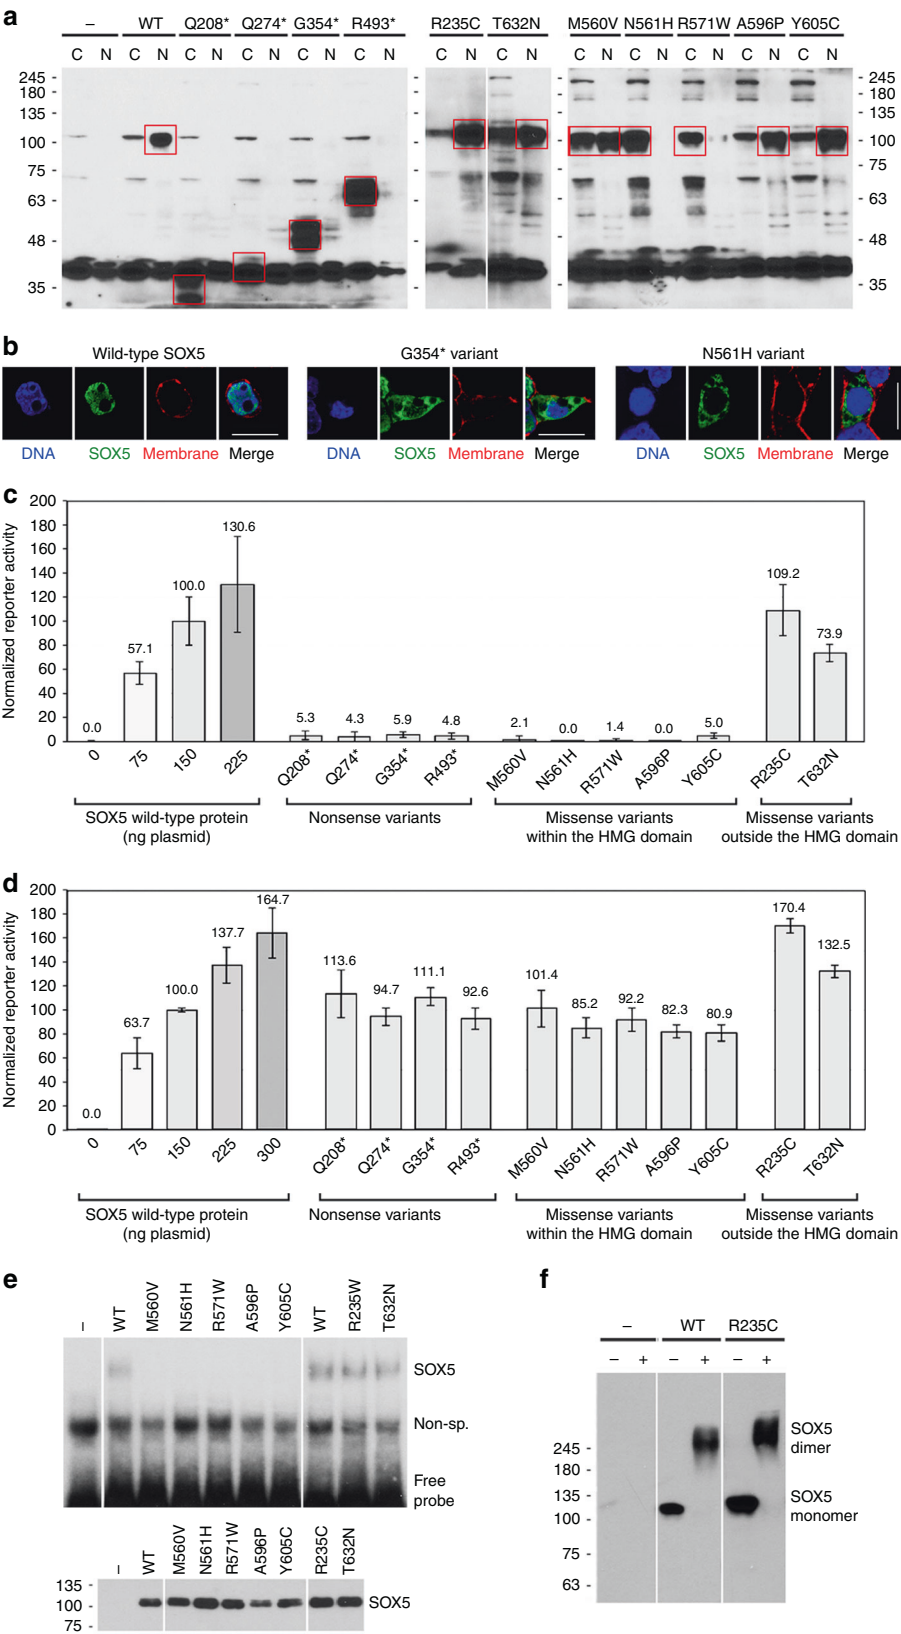 a
– WT Q208* Q274* G354* R493* R235C T632N M560V N561H R571W A596P Y605C
C N C N C N C N C N C N C N C N C N C N C N C N C N
245 - - - 245
180 - - - 180
135 - - - 135
100 - - - 100
75 - - - 75
63 - - - 63
48 - - - 48
35 - - - 35
b
Wild-type SOX5 G354* variant N561H variant
DNA SOX5 Membrane Merge DNA SOX5 Membrane Merge DNA SOX5 Membrane Merge
c
Normalized reporter activity
200
180
160
140
120
100
80
60
40
20
0
0.0 57.1 100.0 130.6 5.3 4.3 5.9 4.8 2.1 0.0 1.4 0.0 5.0 109.2 73.9
0 75 150 225 Q208* Q274* G354* R493* M560V N561H R571W A596P Y605C R235C T632N
SOX5 wild-type protein Nonsense variants Missense variants Missense variants
(ng plasmid) within the HMG domain outside the HMG domain
d
Normalized reporter activity
200
180
160
140
120
100
80
60
40
20
0
0.0 63.7 100.0 137.7 164.7 113.6 94.7 111.1 92.6 101.4 85.2 92.2 82.3 80.9 170.4 132.5
0 75 150 225 300 Q208* Q274* G354* R493* M560V N561H R571W A596P Y605C R235C T632N
SOX5 wild-type protein Nonsense variants Missense variants Missense variants
(ng plasmid) within the HMG domain outside the HMG domain
e
– WT M560V N561H R571W A596P Y605C WT R235W T632N
SOX5
Non-sp.
Free
probe
– WT M560V N561H R571W A596P Y605C R235C T632N
135 -
100 - SOX5
75 -
f
– WT R235C
– + – + – +
245 -
180 -
135 -
100 -
75 -
63 -
SOX5
dimer
SOX5
monomer